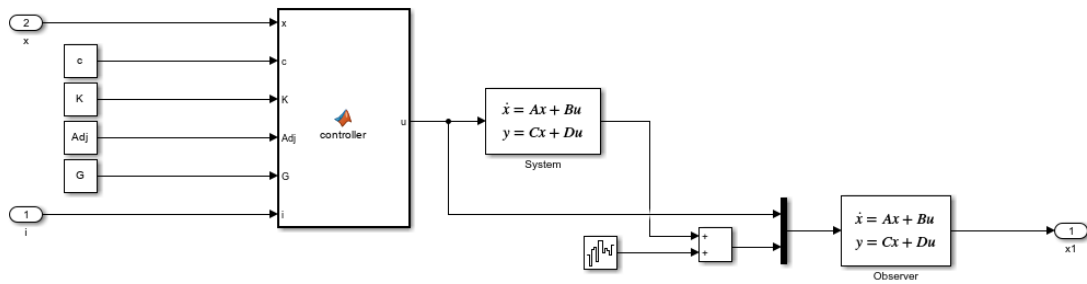 2
x
c
K
Adj
G
1
i
x
c
K
Adj
G
i
controller
u
ẋ = Ax + Bu
y = Cx + Du
System
+
+
ẋ = Ax + Bu
y = Cx + Du
Observer
1
x1